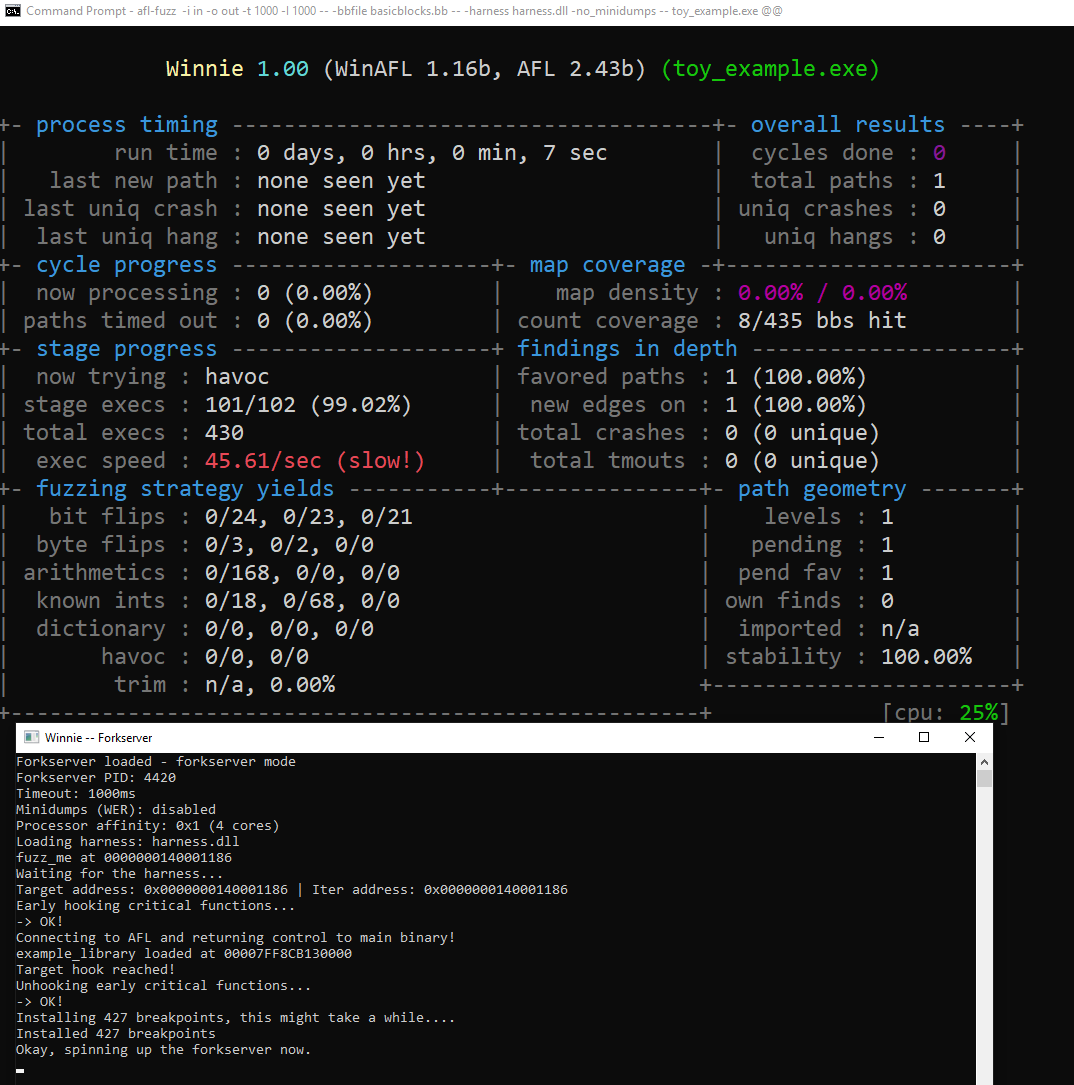 Command Prompt - afl-fuzz  -i in -o out -t 1000 -I 1000 -- -bbfile basicblocks.bb -- -harness harness.dll -no_minidumps -- toy_example.exe @@
Winnie 1.00 (WinAFL 1.16b, AFL 2.43b) (toy_example.exe)
+- process timing -------------------------------------+- overall results ----+
|        run time : 0 days, 0 hrs, 0 min, 7 sec        |  cycles done : 0     |
|   last new path : none seen yet                      |  total paths : 1     |
| last uniq crash : none seen yet                      | uniq crashes : 0     |
|  last uniq hang : none seen yet                      |   uniq hangs : 0     |
+- cycle progress --------------------+- map coverage -+----------------------+
|  now processing : 0 (0.00%)         |    map density : 0.00% / 0.00%        |
| paths timed out : 0 (0.00%)         | count coverage : 8/435 bbs hit        |
+- stage progress --------------------+ findings in depth --------------------+
|  now trying : havoc                 | favored paths : 1 (100.00%)           |
| stage execs : 101/102 (99.02%)      |  new edges on : 1 (100.00%)           |
| total execs : 430                   | total crashes : 0 (0 unique)          |
|  exec speed : 45.61/sec (slow!)     |  total tmouts : 0 (0 unique)          |
+- fuzzing strategy yields -----------+---------------+- path geometry -------+
|   bit flips : 0/24, 0/23, 0/21                      |    levels : 1         |
|  byte flips : 0/3, 0/2, 0/0                         |   pending : 1         |
| arithmetics : 0/168, 0/0, 0/0                       |  pend fav : 1         |
|  known ints : 0/18, 0/68, 0/0                       | own finds : 0         |
|  dictionary : 0/0, 0/0, 0/0                         |  imported : n/a       |
|       havoc : 0/0, 0/0                              | stability : 100.00%   |
|        trim : n/a, 0.00%                            +-----------------------+
+-----------------------------------------------------+             [cpu: 25%]
Winnie -- Forkserver
Forkserver loaded - forkserver mode
Forkserver PID: 4420
Timeout: 1000ms
Minidumps (WER): disabled
Processor affinity: 0x1 (4 cores)
Loading harness: harness.dll
fuzz_me at 0000000140001186
Waiting for the harness...
Target address: 0x0000000140001186 | Iter address: 0x0000000140001186
Early hooking critical functions...
-> OK!
Connecting to AFL and returning control to main binary!
example_library loaded at 00007FF8CB130000
Target hook reached!
Unhooking early critical functions...
-> OK!
Installing 427 breakpoints, this might take a while....
Installed 427 breakpoints
Okay, spinning up the forkserver now.